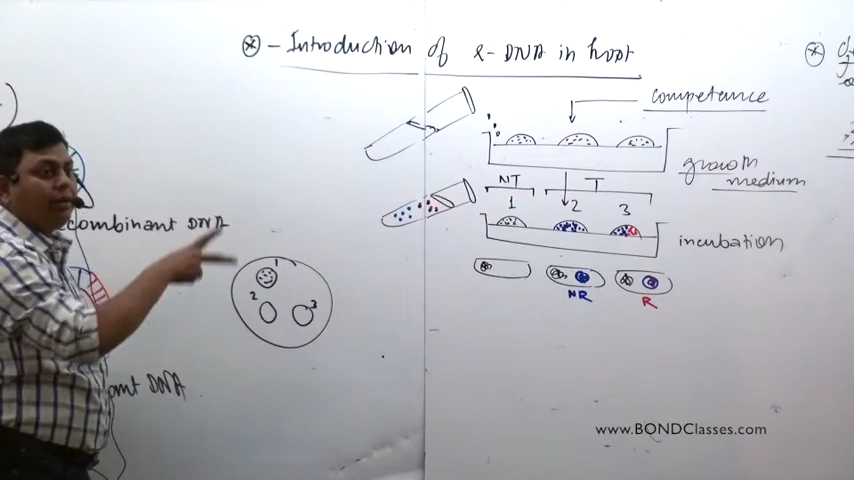 * - Introduction of r-DNA in host
competance
growth
medium
NT T
1 2 3
incubation
NR R
ecombinant DNA
1
2
3
ant DNA
*
www.BONDClasses.com